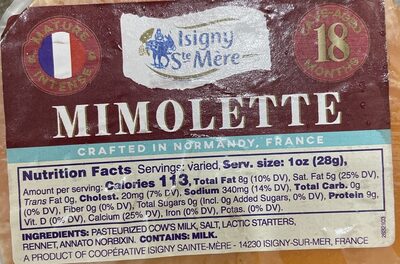 MATURE
INTENSE
Isigny
Ste Mère
18
MONTHS
MIMOLETTE
CRAFTED IN NORMANDY, FRANCE
Nutrition Facts Servings: varied, Serv. size: 1oz (28g),
Amount per serving: Calories 113, Total Fat 8g (10% DV), Sat. Fat 5g (25% DV),
Trans Fat 0g, Cholest. 20mg (7% DV), Sodium 340mg (14% DV), Total Carb. 0g
(0% DV), Fiber 0g (0% DV), Total Sugars 0g (Incl. 0g Added Sugars, 0% DV), Protein 9g,
Vit. D (0% DV), Calcium (25% DV), Iron (0% DV), Potas. (0% DV).
INGREDIENTS: PASTEURIZED COW'S MILK, SALT, LACTIC STARTERS,
RENNET, ANNATO NORBIXIN. CONTAINS: MILK.
A PRODUCT OF COOPÉRATIVE ISIGNY SAINTE-MÈRE - 14230 ISIGNY-SUR-MER, FRANCE